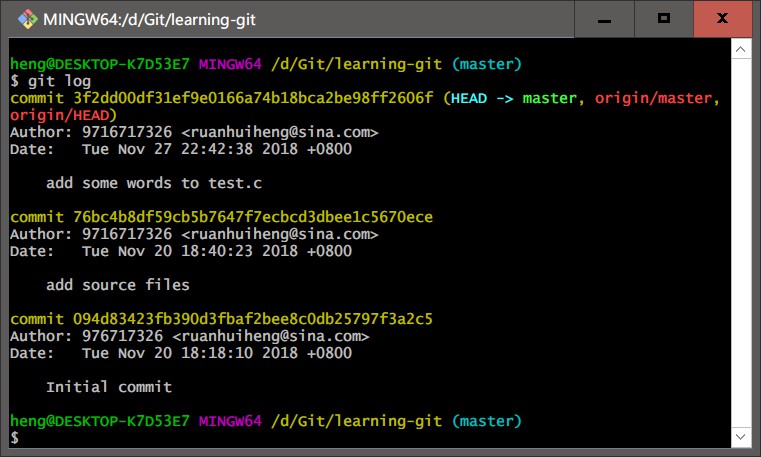 MINGW64:/d/Git/learning-git
heng@DESKTOP-K7D53E7 MINGW64 /d/Git/learning-git (master)
$ git log
commit 3f2dd00df31ef9e0166a74b18bca2be98ff2606f (HEAD -> master, origin/master,
origin/HEAD)
Author: 9716717326 <ruanhuiheng@sina.com>
Date:   Tue Nov 27 22:42:38 2018 +0800
    add some words to test.c
commit 76bc4b8df59cb5b7647f7ecbcd3dbee1c5670ece
Author: 9716717326 <ruanhuiheng@sina.com>
Date:   Tue Nov 20 18:40:23 2018 +0800
    add source files
commit 094d83423fb390d3fbaf2bee8c0db25797f3a2c5
Author: 976717326 <ruanhuiheng@sina.com>
Date:   Tue Nov 20 18:18:10 2018 +0800
    Initial commit
heng@DESKTOP-K7D53E7 MINGW64 /d/Git/learning-git (master)
$